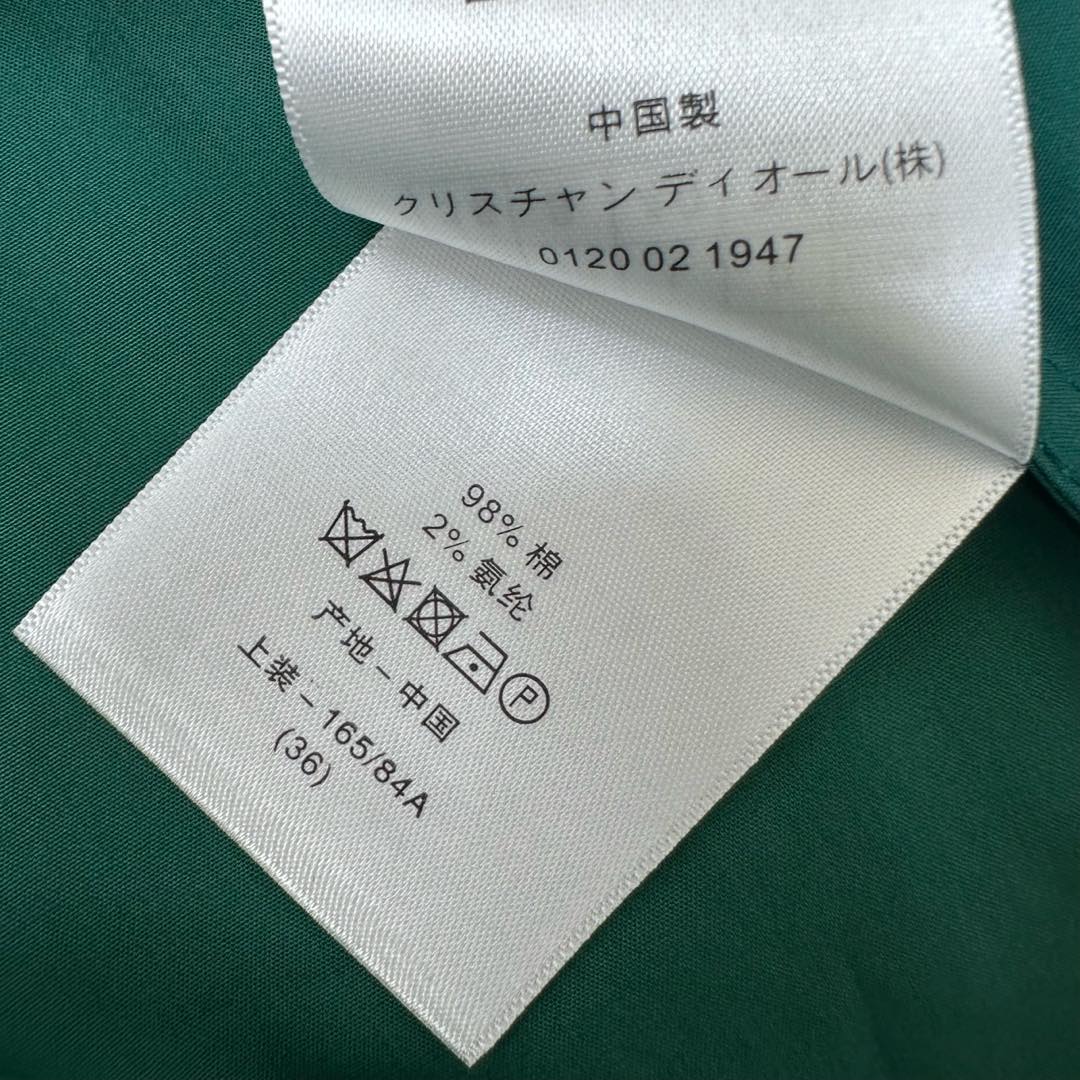 中国製
クリスチャン ディオール(株)
0120 02 1947
98% 棉
2% 氨纶
P
产地 – 中国
上装 – 165/84A
(36)